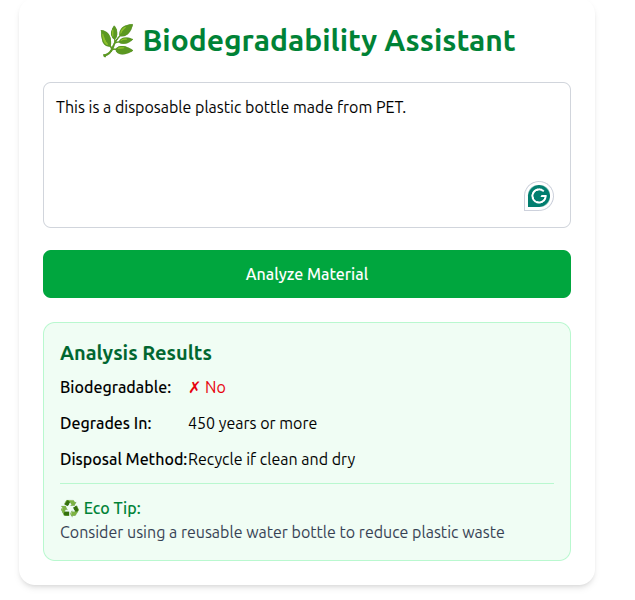 🌿 Biodegradability Assistant
This is a disposable plastic bottle made from PET.
G
Analyze Material
Analysis Results
Biodegradable: ✗ No
Degrades In: 450 years or more
Disposal Method:Recycle if clean and dry
♻️ Eco Tip:
Consider using a reusable water bottle to reduce plastic waste